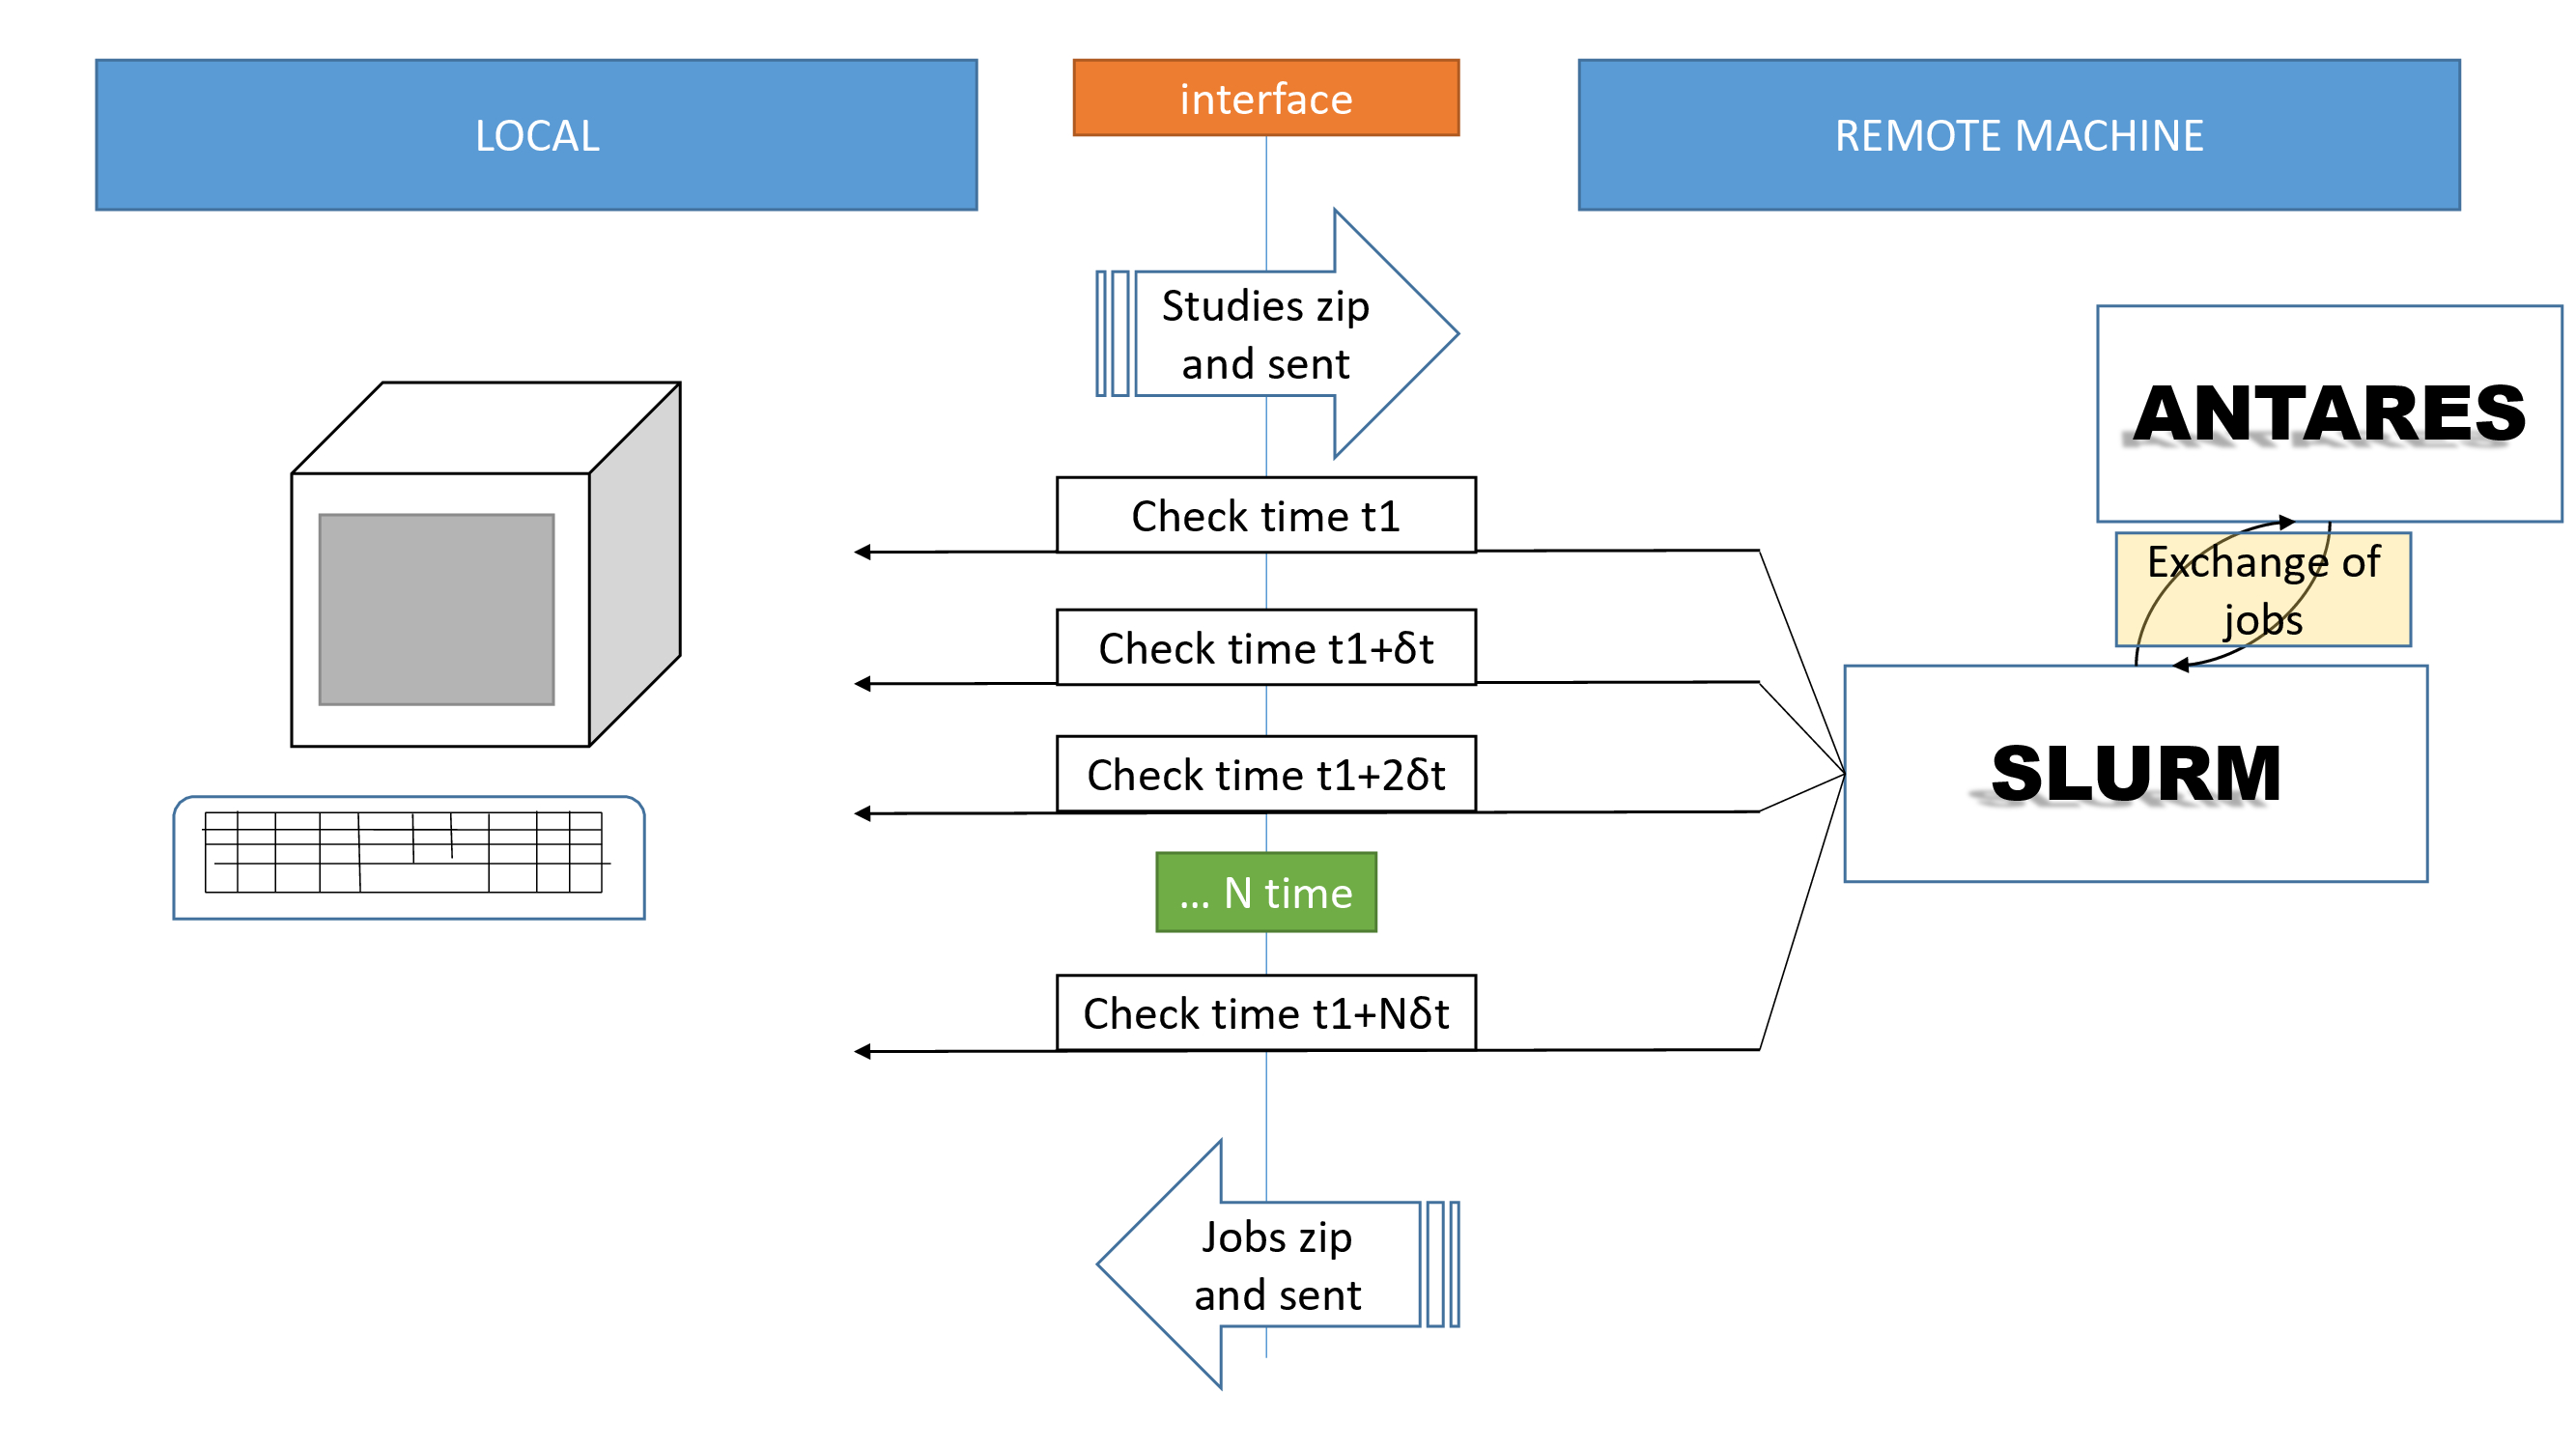 LOCAL
interface
REMOTE MACHINE
Studies zip
and sent
ANTARES
Check time t1
Exchange of
jobs
Check time t1+δt
Check time t1+2δt
SLURM
... N time
Check time t1+Nδt
Jobs zip
and sent